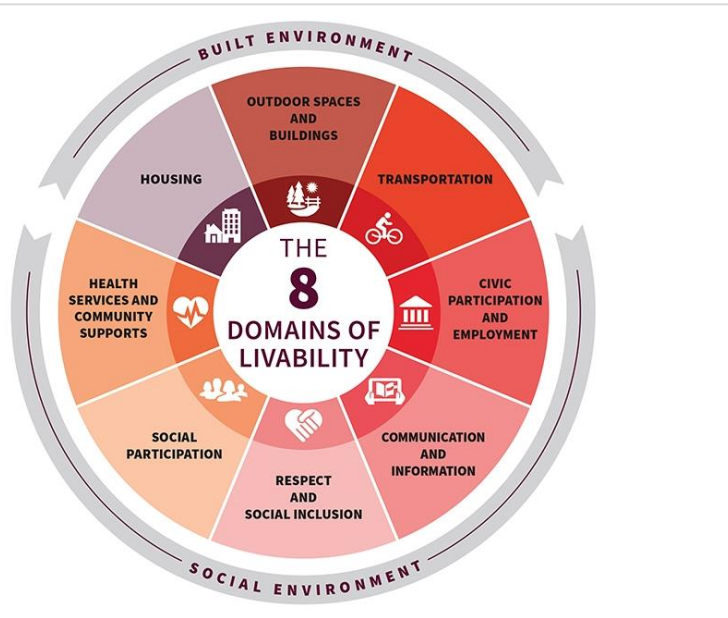 BUILT ENVIRONMENT
OUTDOOR SPACES
AND
BUILDINGS
TRANSPORTATION
CIVIC
PARTICIPATION
AND
EMPLOYMENT
COMMUNICATION
AND
INFORMATION
RESPECT
AND
SOCIAL INCLUSION
SOCIAL
PARTICIPATION
HEALTH
SERVICES AND
COMMUNITY
SUPPORTS
HOUSING
THE
8
DOMAINS OF
LIVABILITY
SOCIAL ENVIRONMENT